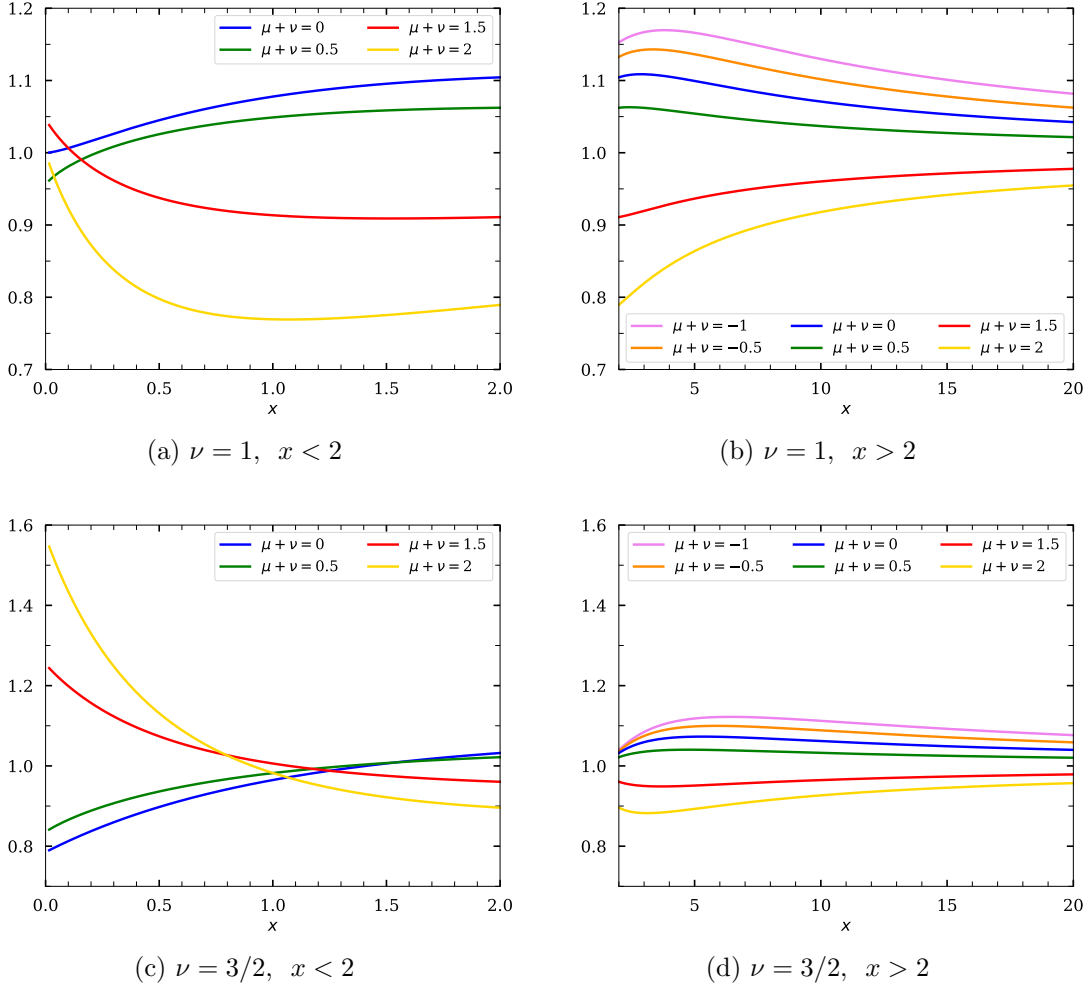 1.2
1.1
1.0
0.9
0.8
0.7
μ + ν = 0
μ + ν = 0.5
μ + ν = 1.5
μ + ν = 2
0.0 0.5 1.0 1.5 2.0
x
(a) ν = 1, x < 2
1.2
1.1
1.0
0.9
0.8
0.7
μ + ν = −1
μ + ν = −0.5
μ + ν = 0
μ + ν = 0.5
μ + ν = 1.5
μ + ν = 2
5 10 15 20
x
(b) ν = 1, x > 2
1.6
1.4
1.2
1.0
0.8
μ + ν = 0
μ + ν = 0.5
μ + ν = 1.5
μ + ν = 2
0.0 0.5 1.0 1.5 2.0
x
(c) ν = 3/2, x < 2
1.6
1.4
1.2
1.0
0.8
μ + ν = −1
μ + ν = −0.5
μ + ν = 0
μ + ν = 0.5
μ + ν = 1.5
μ + ν = 2
5 10 15 20
x
(d) ν = 3/2, x > 2